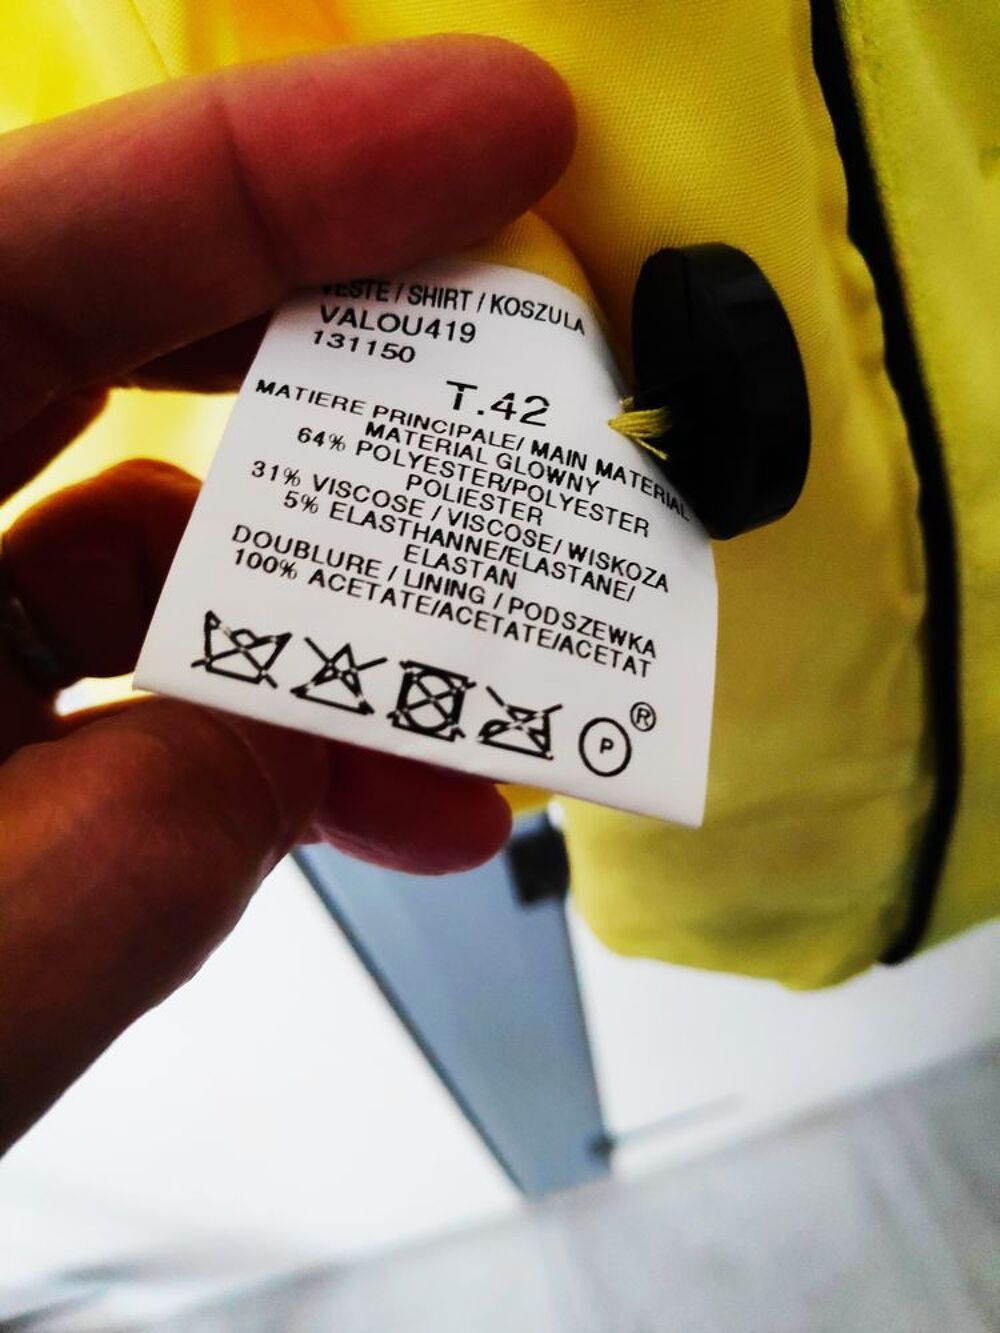 VESTE / SHIRT / KOSZULA
VALOU419
131150
T.42
MATIERE PRINCIPALE/ MAIN MATERIAL
MATERIAL GLOWNY
64% POLYESTER/POLYESTER
POLIESTER
31% VISCOSE / VISCOSE/ WISKOZA
5% ELASTHANNE/ELASTANE/
ELASTAN
DOUBLURE / LINING / PODSZEWKA
100% ACETATE/ACETATE/ACETAT
P ®